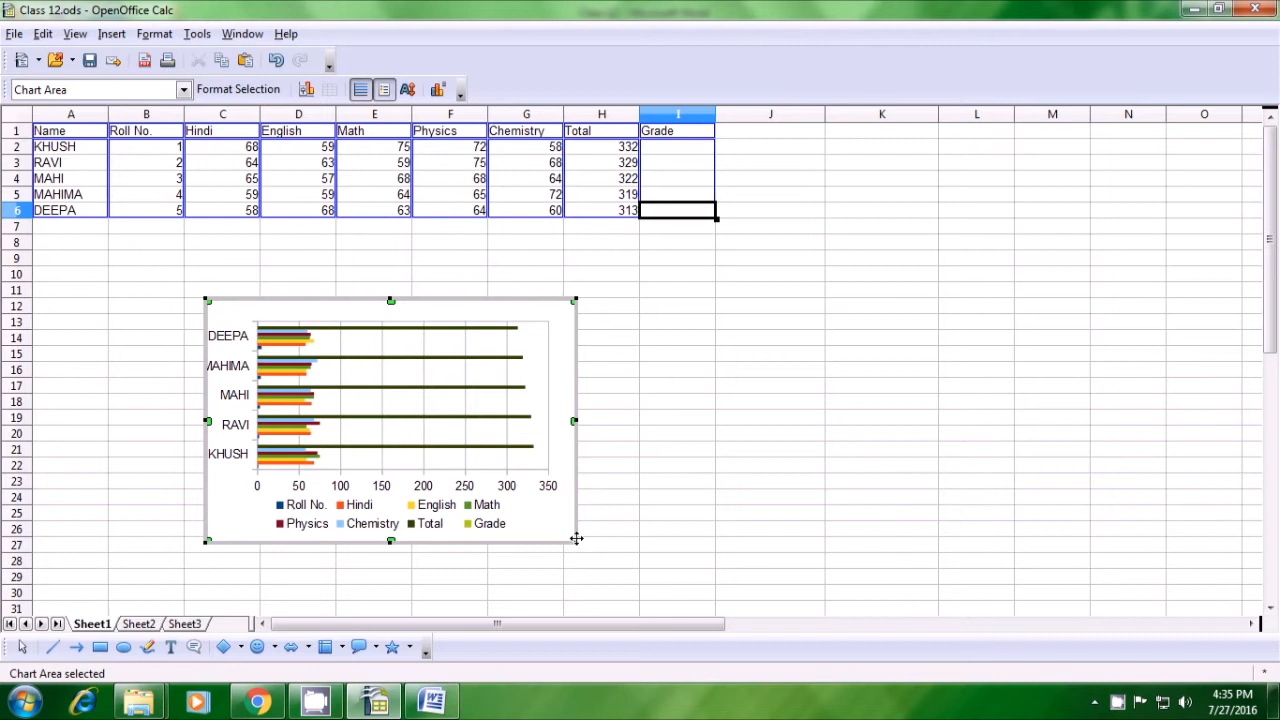 Class 12.ods - OpenOffice Calc
File Edit View Insert Format Tools Window Help
Chart Area Format Selection
A B C D E F G H I J K L M N O
1 Name Roll No. Hindi English Math Physics Chemistry Total Grade
2 KHUSH 1 68 59 75 72 58 332
3 RAVI 2 64 63 59 75 68 329
4 MAHI 3 65 57 68 68 64 322
5 MAHIMA 4 59 59 64 65 72 319
6 DEEPA 5 58 68 63 64 60 313
7
8
9
10
11
12
13
14
15
16
17
18
19
20
21
22
23
24
25
26
27
28
29
30
31
DEEPA
MAHIMA
MAHI
RAVI
KHUSH
0 50 100 150 200 250 300 350
Roll No. Hindi English Math
Physics Chemistry Total Grade
Sheet1 Sheet2 Sheet3
Chart Area selected *
4:35 PM
7/27/2016